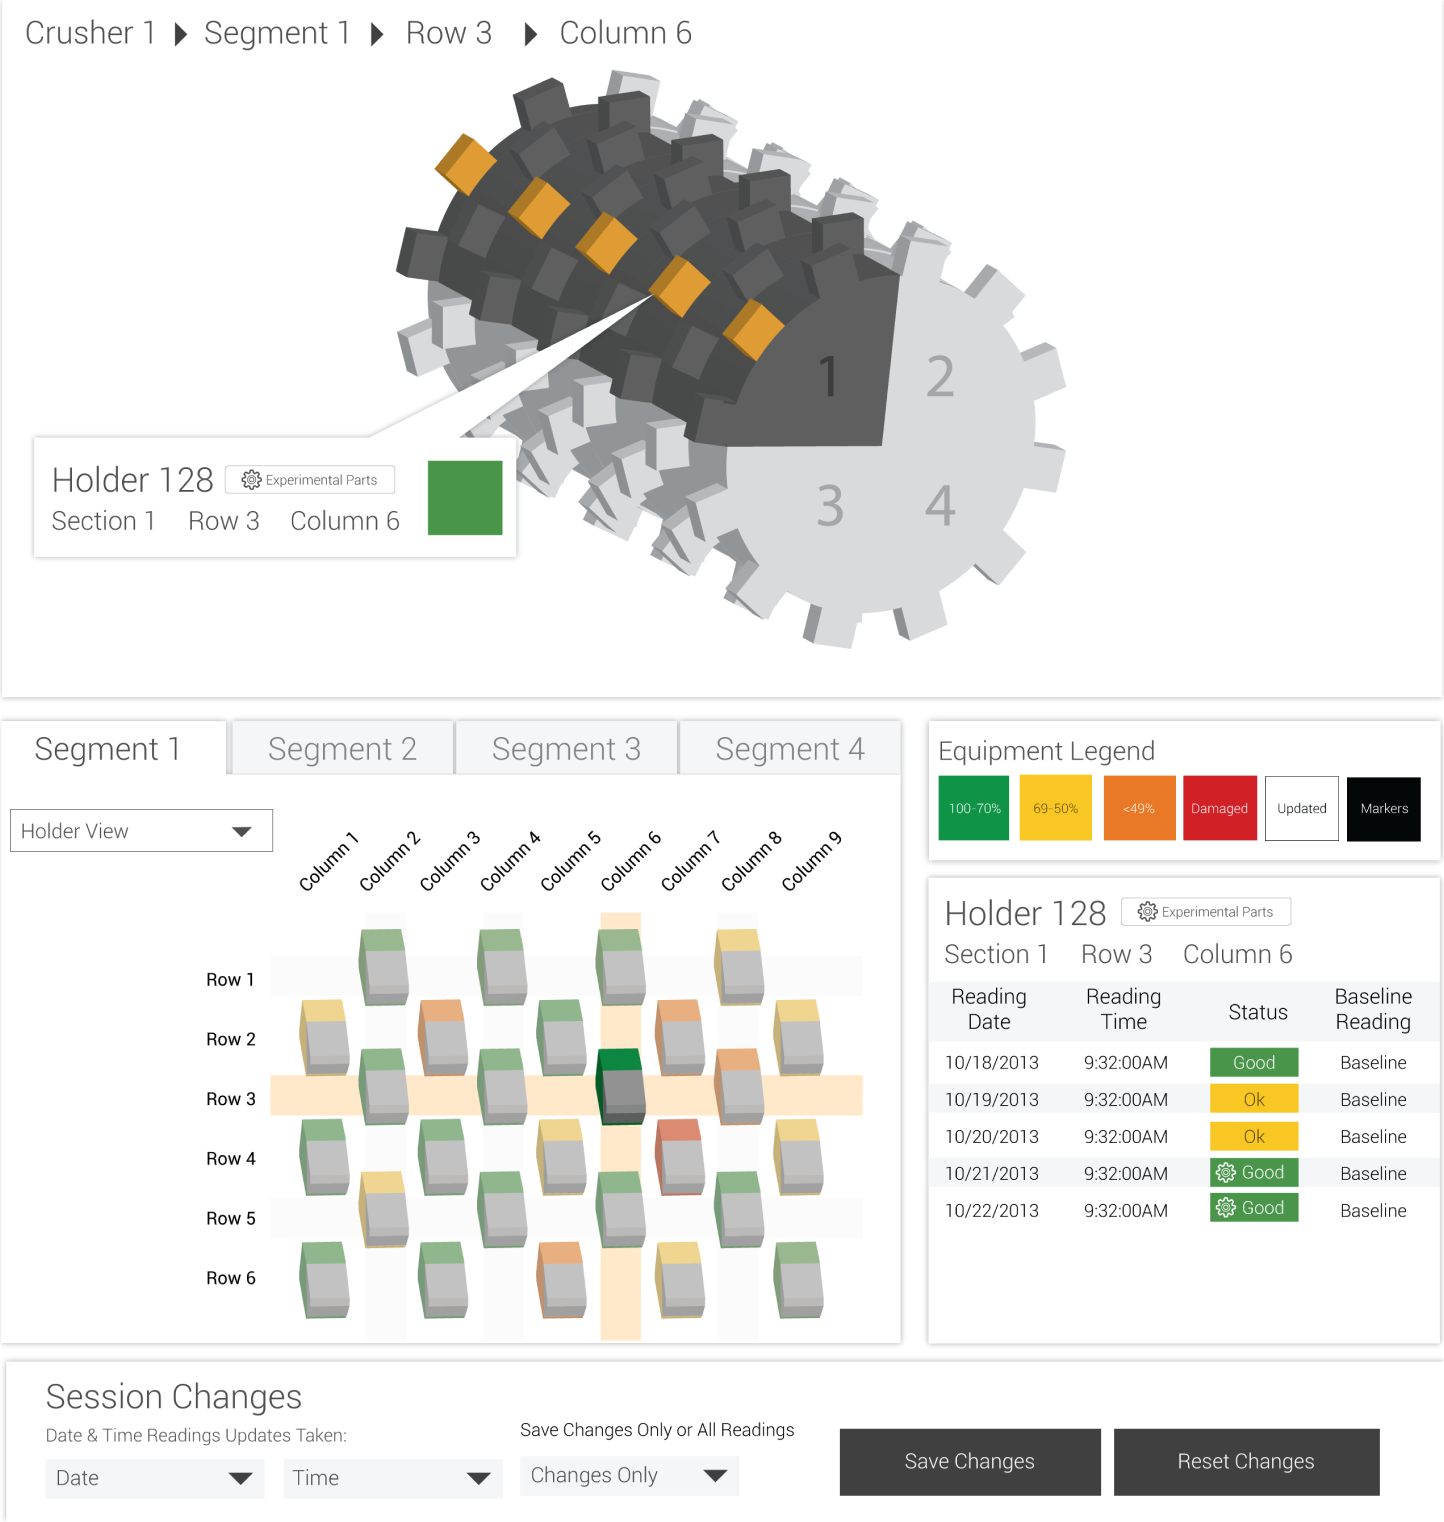 Crusher 1 Segment 1 Row 3 Column 6
1 2
3 4
Holder 128 Experimental Parts
Section 1 Row 3 Column 6
Segment 1 Segment 2 Segment 3 Segment 4
Holder View
Column 1 Column 2 Column 3 Column 4 Column 5 Column 6 Column 7 Column 8 Column 9
Row 1
Row 2
Row 3
Row 4
Row 5
Row 6
Equipment Legend
100-70% 69-50% <49% Damaged Updated Markers
Holder 128 Experimental Parts
Section 1 Row 3 Column 6
Reading Date Reading Time Status Baseline Reading
10/18/2013 9:32:00AM Good Baseline
10/19/2013 9:32:00AM Ok Baseline
10/20/2013 9:32:00AM Ok Baseline
10/21/2013 9:32:00AM Good Baseline
10/22/2013 9:32:00AM Good Baseline
Session Changes
Date & Time Readings Updates Taken:
Date Time
Save Changes Only or All Readings
Changes Only
Save Changes Reset Changes